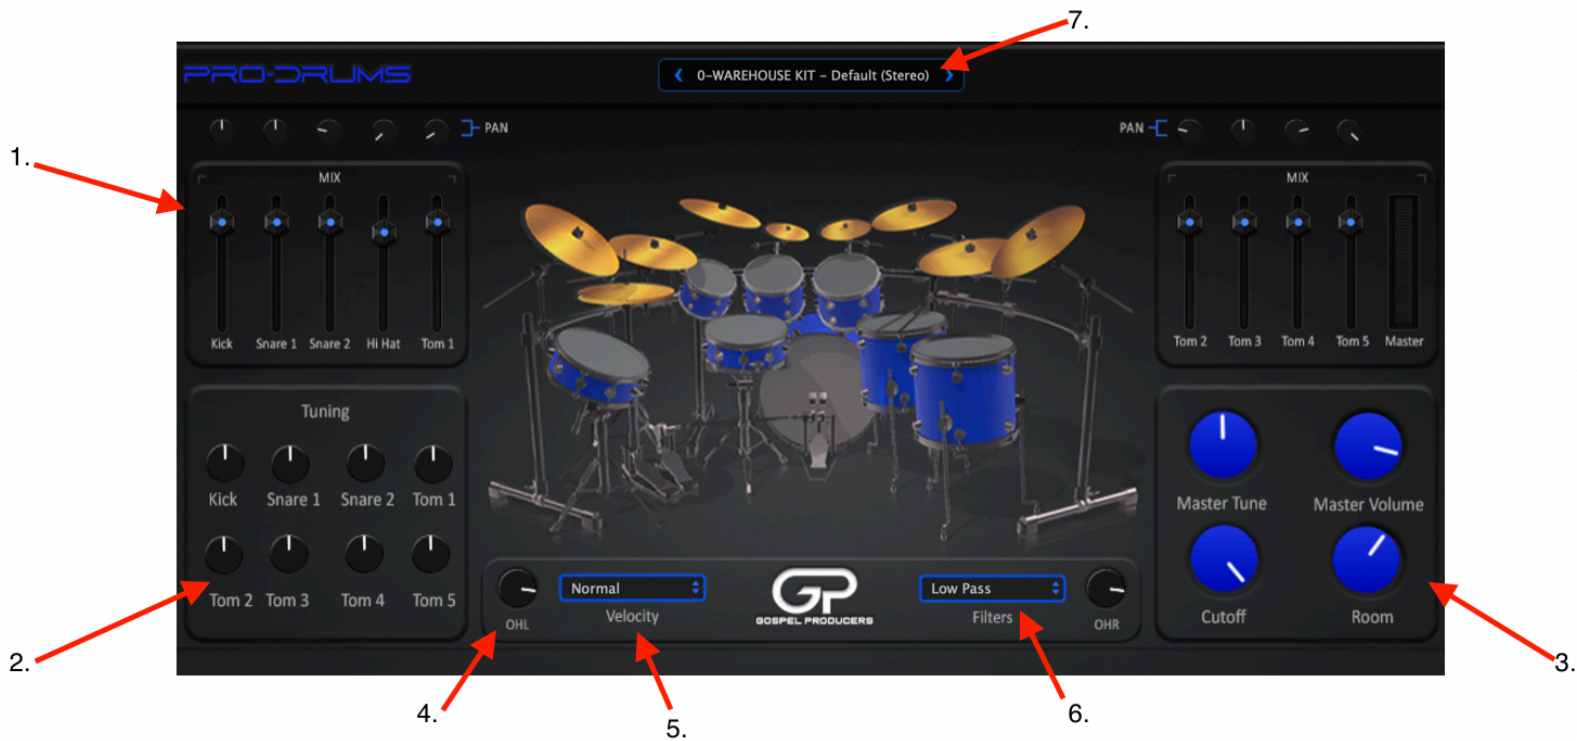 7.
PRO-DRUMS
0-WAREHOUSE KIT - Default (Stereo)
PAN
PAN
1.
MIX
MIX
Kick Snare 1 Snare 2 Hi Hat Tom 1
Tom 2 Tom 3 Tom 4 Tom 5 Master
Tuning
Kick Snare 1 Snare 2 Tom 1
Master Tune Master Volume
Tom 2 Tom 3 Tom 4 Tom 5
OHL
Normal
Velocity
GP
GOSPEL PRODUCERS
Low Pass
Filters
OHR
Cutoff Room
2.
3.
4.
5.
6.